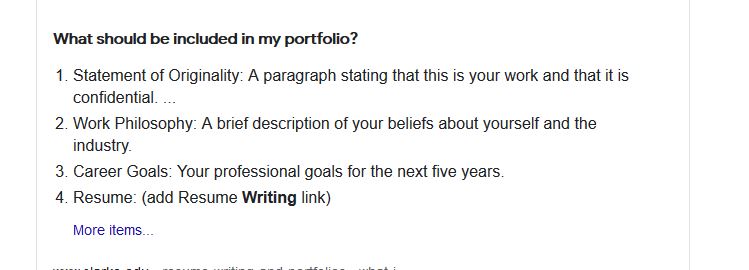 What should be included in my portfolio?
1. Statement of Originality: A paragraph stating that this is your work and that it is
confidential. ...
2. Work Philosophy: A brief description of your beliefs about yourself and the
industry.
3. Career Goals: Your professional goals for the next five years.
4. Resume: (add Resume Writing link)
More items...